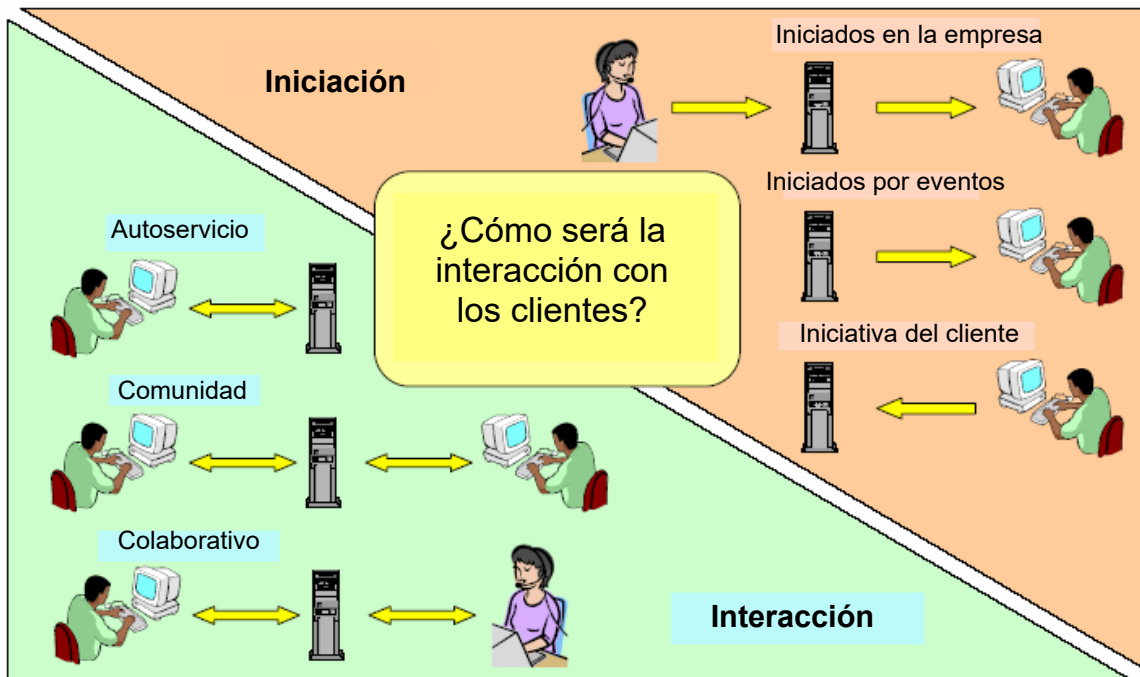 Iniciación
Iniciados en la empresa
Iniciados por eventos
Iniciativa del cliente
¿Cómo será la
interacción con
los clientes?
Autoservicio
Comunidad
Colaborativo
Interacción